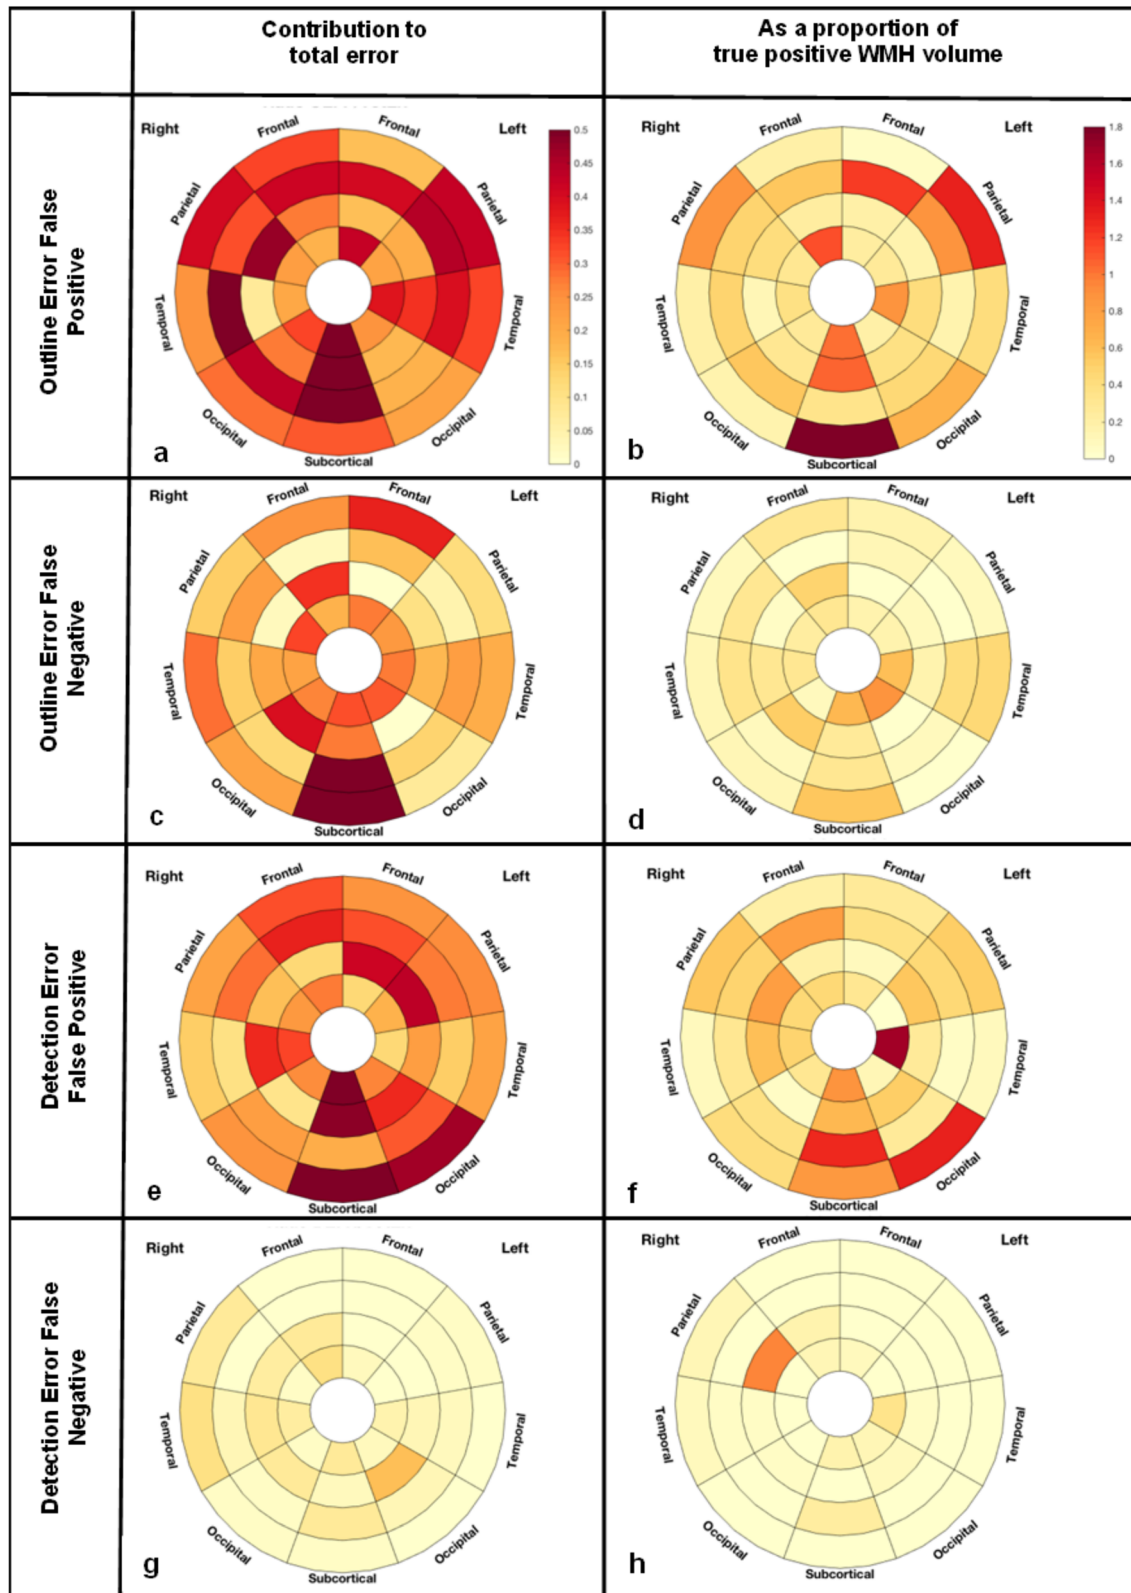 Contribution to
total error
As a proportion of
true positive WMH volume
Outline Error False
Positive
Right
Frontal
Frontal
Left
Parietal
Parietal
Temporal
Temporal
Occipital
Occipital
Subcortical
a
0.5
0.45
0.4
0.35
0.3
0.25
0.2
0.15
0.1
0.05
0
Right
Frontal
Frontal
Left
Parietal
Parietal
Temporal
Temporal
Occipital
Occipital
Subcortical
b
1.8
1.6
1.4
1.2
1
0.8
0.6
0.4
0.2
0
Outline Error False
Negative
Right
Frontal
Frontal
Left
Parietal
Parietal
Temporal
Temporal
Occipital
Occipital
Subcortical
c
Right
Frontal
Frontal
Left
Parietal
Parietal
Temporal
Temporal
Occipital
Occipital
Subcortical
d
Detection Error
False Positive
Right
Frontal
Frontal
Left
Parietal
Parietal
Temporal
Temporal
Occipital
Occipital
Subcortical
e
Right
Frontal
Frontal
Left
Parietal
Parietal
Temporal
Temporal
Occipital
Occipital
Subcortical
f
Detection Error False
Negative
Right
Frontal
Frontal
Left
Parietal
Parietal
Temporal
Temporal
Occipital
Occipital
Subcortical
g
Right
Frontal
Frontal
Left
Parietal
Parietal
Temporal
Temporal
Occipital
Occipital
Subcortical
h